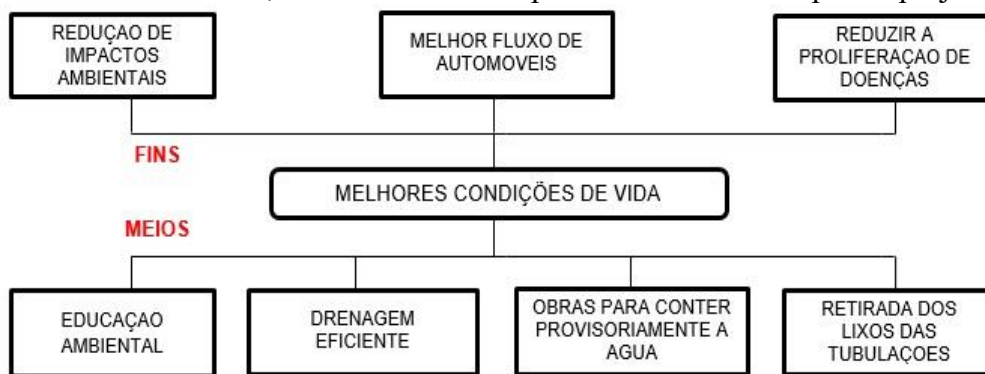 REDUÇAO DE
IMPACTOS
AMBIENTAIS
MELHOR FLUXO DE
AUTOMOVEIS
REDUZIR A
PROLIFERAÇAO DE
DOENÇAS
FINS
MELHORES CONDIÇÕES DE VIDA
MEIOS
EDUCAÇAO
AMBIENTAL
DRENAGEM
EFICIENTE
OBRAS PARA CONTER
PROVISORIAMENTE A
AGUA
RETIRADA DOS
LIXOS DAS
TUBULAÇOES